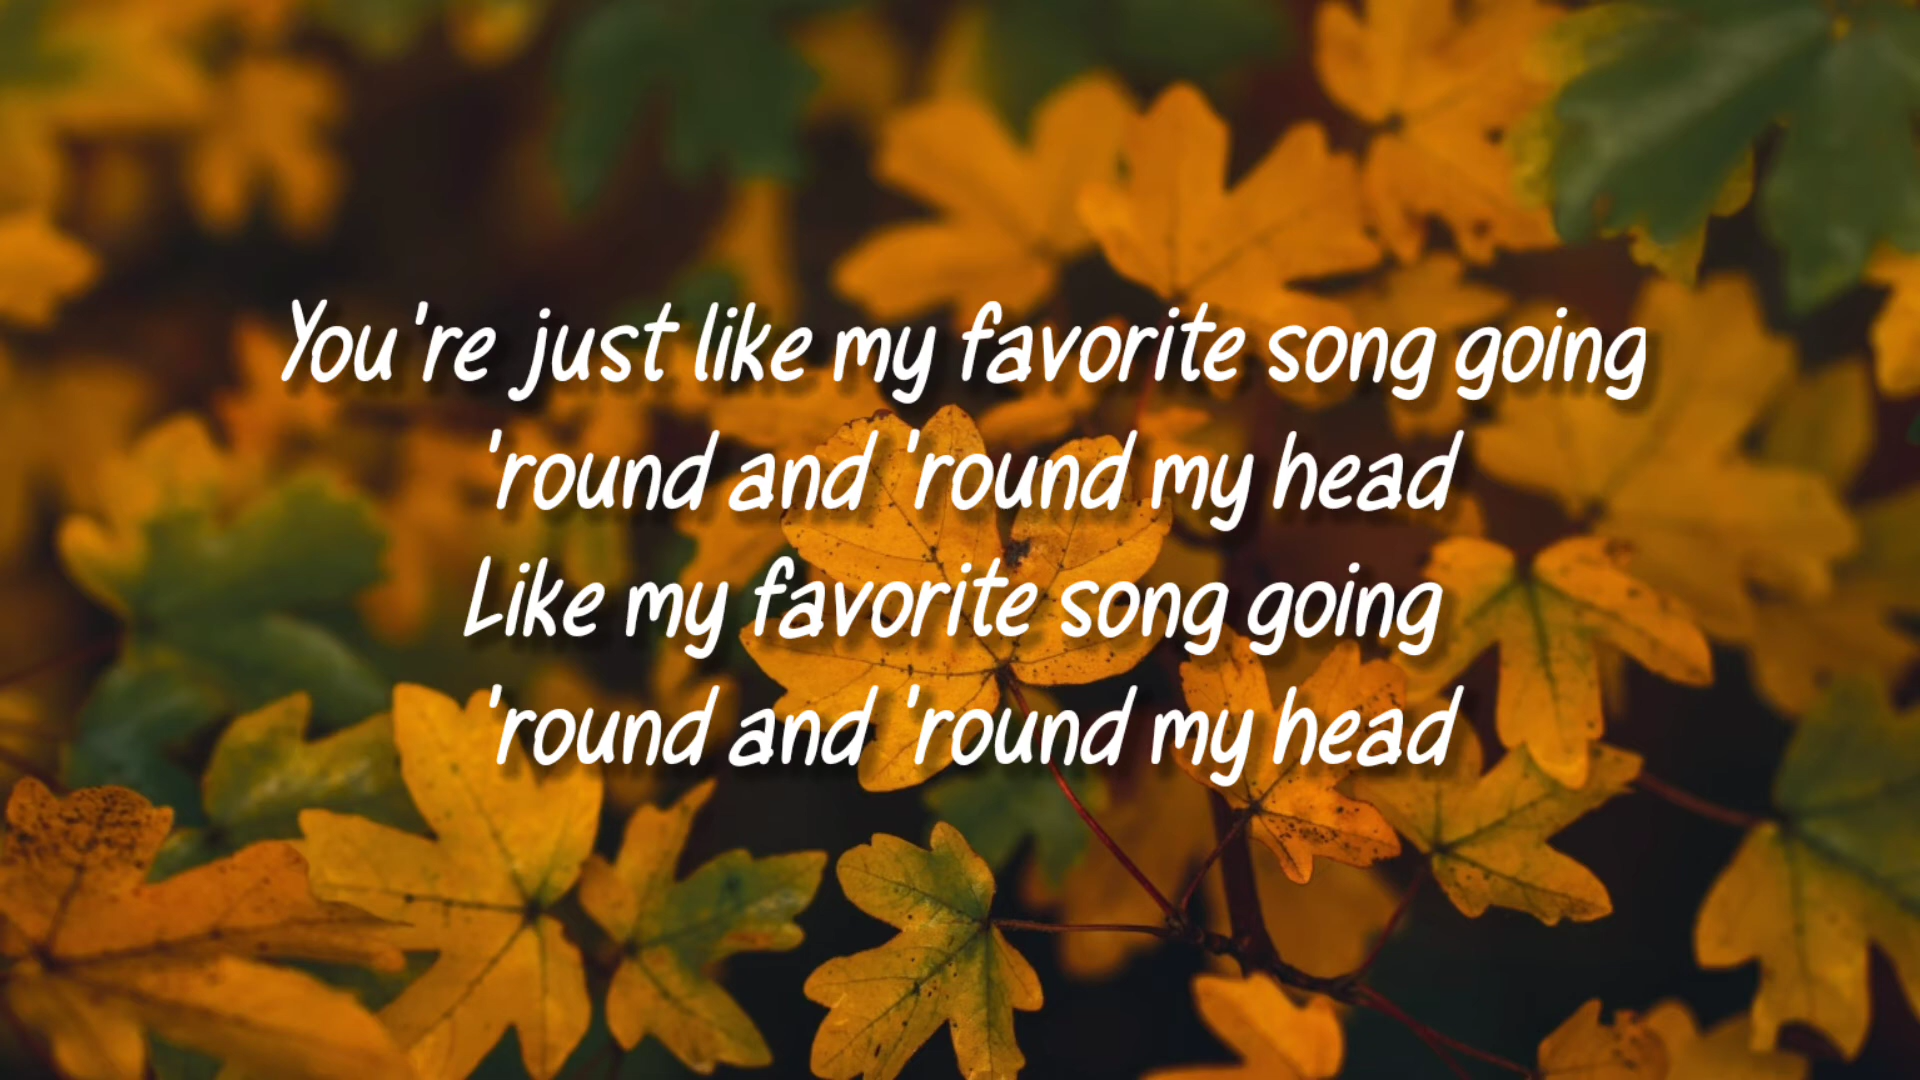 You're just like my favorite song going
'round and 'round my head
Like my favorite song going
'round and 'round my head